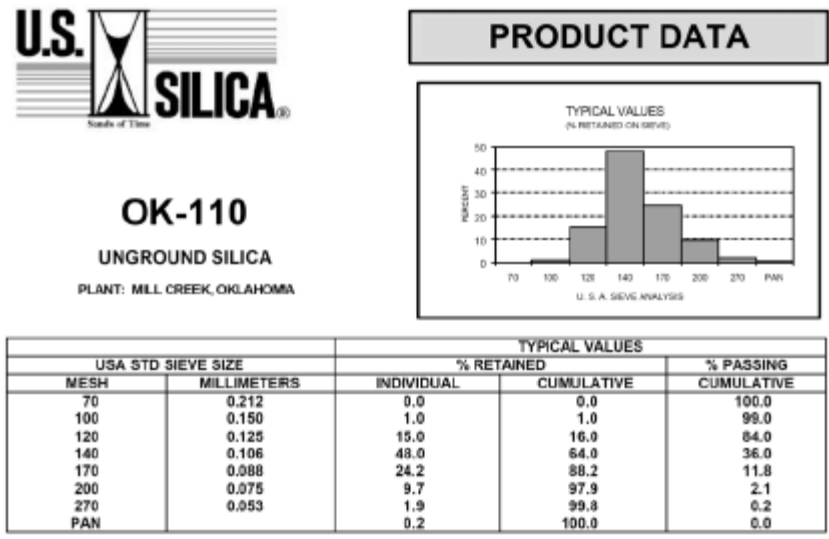 U.S.
SILICA®
Sands of Time
PRODUCT DATA
OK-110
UNGROUND SILICA
PLANT: MILL CREEK, OKLAHOMA
TYPICAL VALUES
(% RETAINED ON SIEVE)
PERCENT
50
40
30
20
10
0
70 100 120 140 170 200 270 PAN
U. S. A. SIEVE ANALYSIS
TYPICAL VALUES
USA STD SIEVE SIZE % RETAINED % PASSING
MESH MILLIMETERS INDIVIDUAL CUMULATIVE CUMULATIVE
70 0.212 0.0 0.0 100.0
100 0.150 1.0 1.0 99.0
120 0.125 15.0 16.0 84.0
140 0.106 48.0 64.0 36.0
170 0.088 24.2 88.2 11.8
200 0.075 9.7 97.9 2.1
270 0.053 1.9 99.8 0.2
PAN 0.2 100.0 0.0